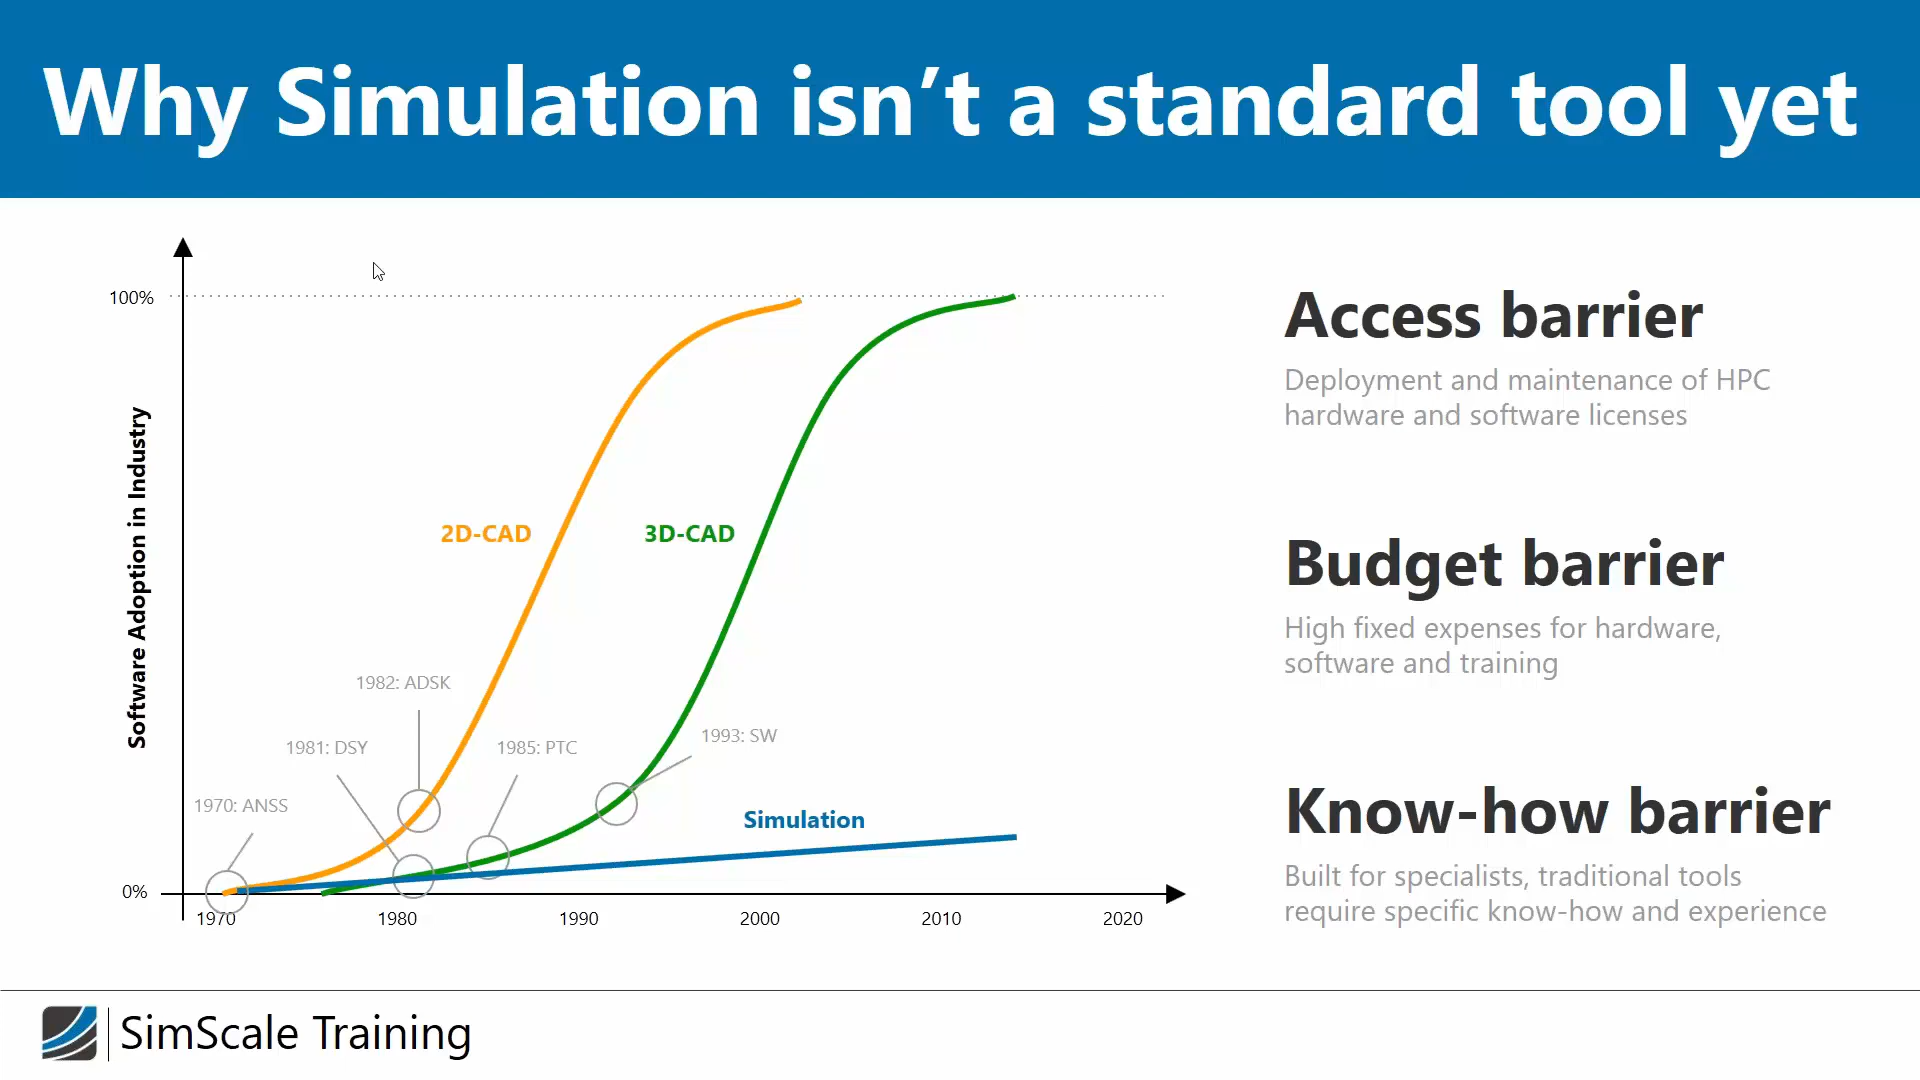 Why Simulation isn’t a standard tool yet
100%
Software Adoption in Industry
2D-CAD
3D-CAD
1982: ADSK
1981: DSY
1985: PTC
1993: SW
1970: ANSS
Simulation
0%
1970
1980
1990
2000
2010
2020
Access barrier
Deployment and maintenance of HPC
hardware and software licenses
Budget barrier
High fixed expenses for hardware,
software and training
Know-how barrier
Built for specialists, traditional tools
require specific know-how and experience
SimScale Training